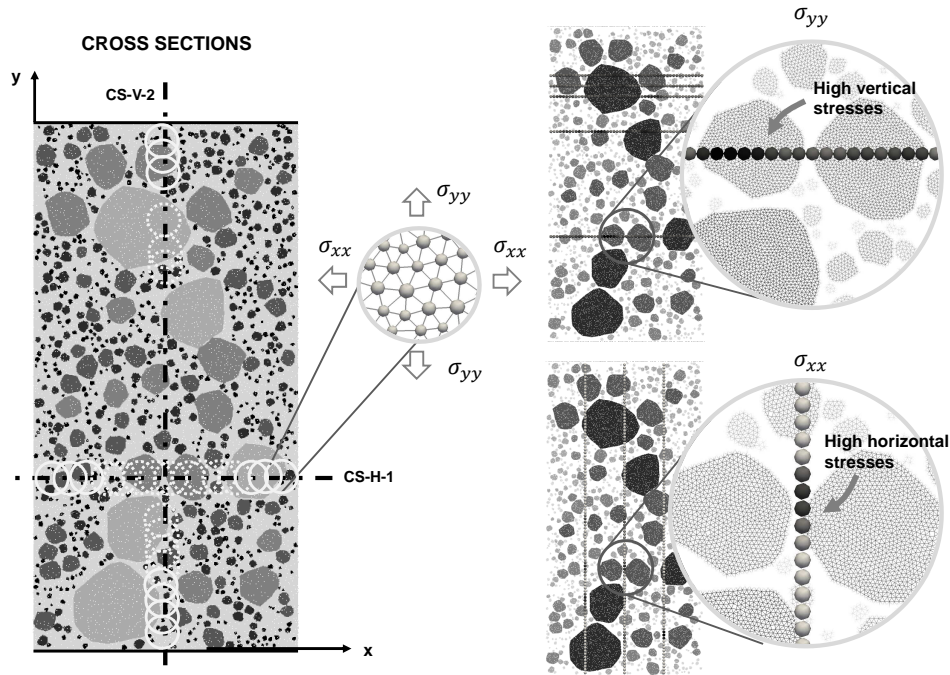 CROSS SECTIONS
y
CS-V-2
σyy
σxx
σxx
σyy
CS-H-1
x
σyy
High vertical
stresses
σxx
High horizontal
stresses